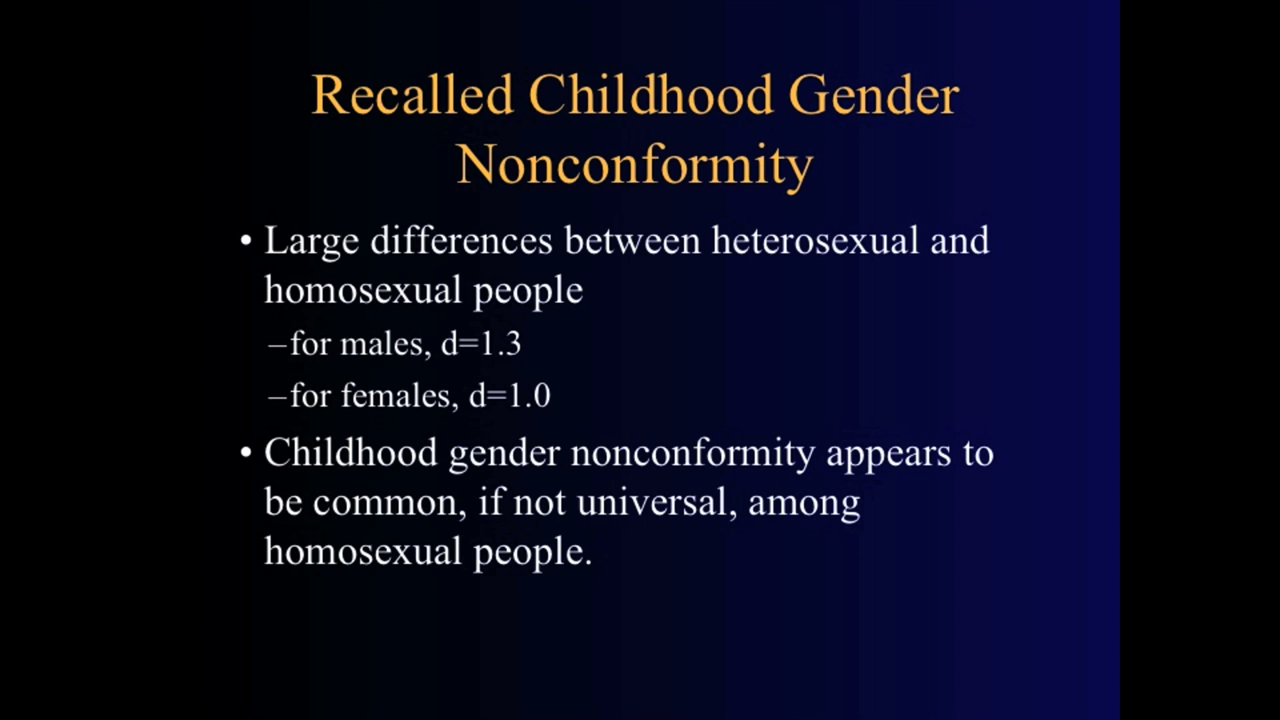 Recalled Childhood Gender
Nonconformity
• Large differences between heterosexual and
homosexual people
–for males, d=1.3
–for females, d=1.0
• Childhood gender nonconformity appears to
be common, if not universal, among
homosexual people.